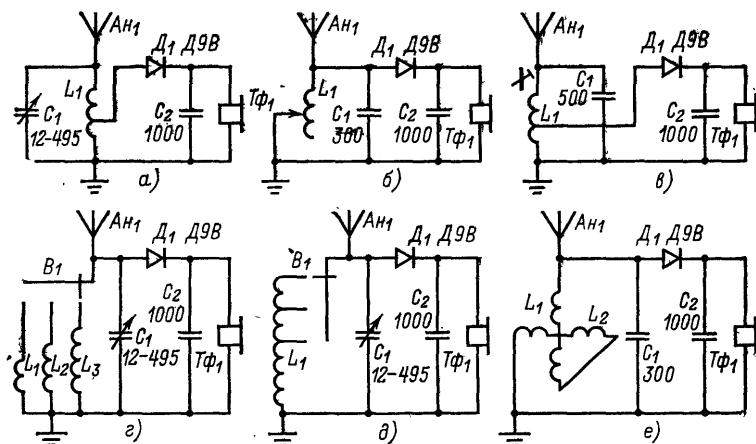 Ан1
Д1 Д9В
L1
C1
12-495
C2
1000
Тф1
а)
Ан1
Д1 Д9В
L1
C1
300
C2
1000
Тф1
б)
Ан1
Д1 Д9В
C1
500
L1
C2
1000
Тф1
в)
Ан1
Д1 Д9В
В1
C2
1000
L1
L2
L3
C1
12-495
Тф1
г)
Ан1
Д1 Д9В
В1
C2
1000
L1
C1
12-495
Тф1
д)
Ан1
Д1 Д9В
L1
L2
C2
1000
C1
300
Тф1
е)